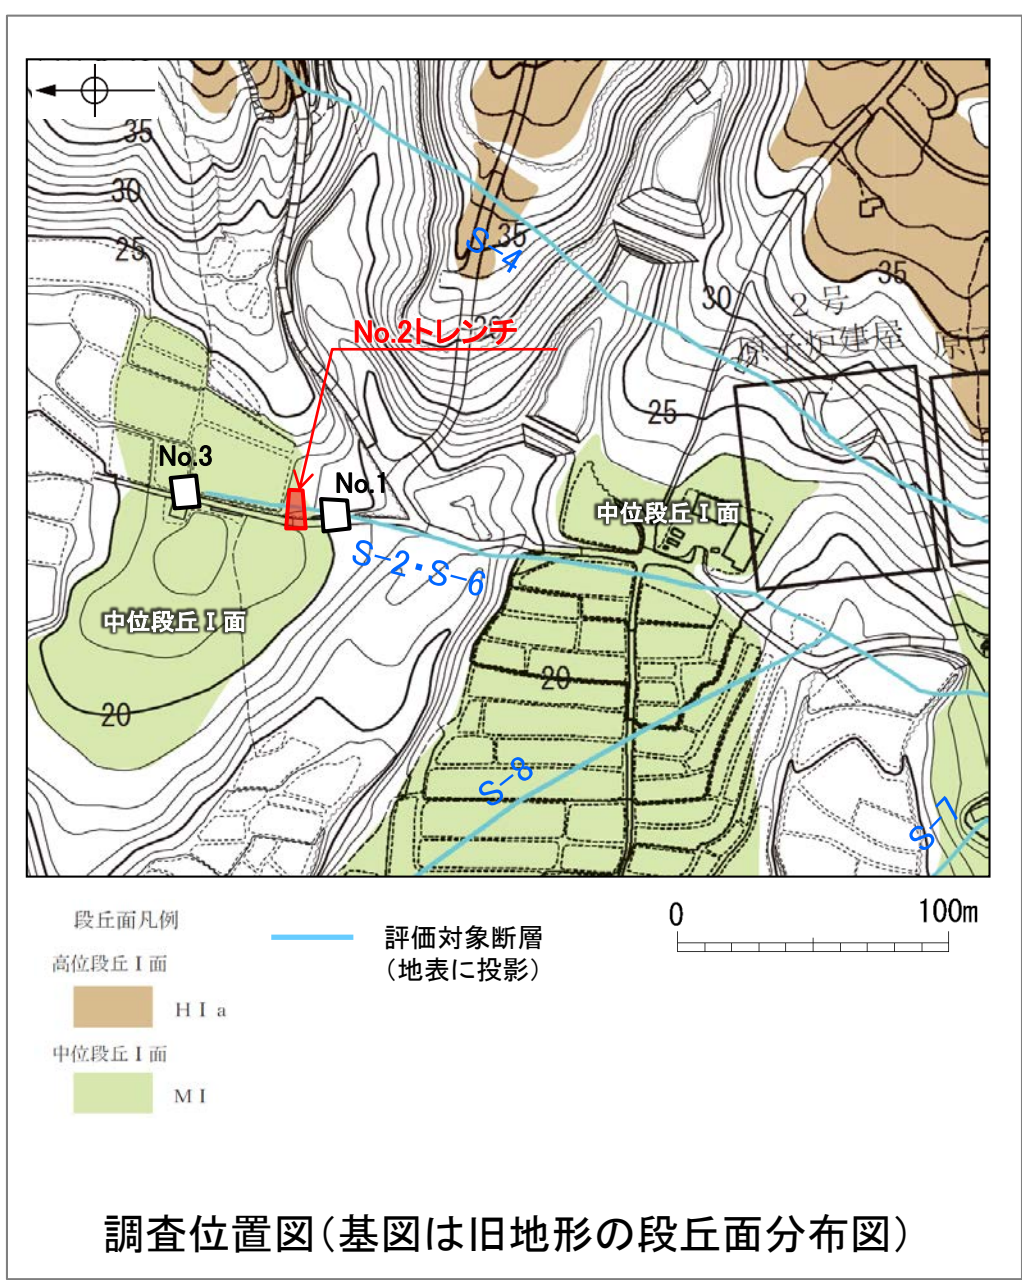 35
30
25
S-4
35
30
2号
原子炉建屋
35
No.2トレンチ
25
No.3
No.1
中位段丘Ⅰ面
S-2・S-6
中位段丘Ⅰ面
20
20
S-8
S-7
段丘面凡例
高位段丘Ⅰ面
HⅠa
中位段丘Ⅰ面
MⅠ
評価対象断層
(地表に投影)
0 100m
調査位置図(基図は旧地形の段丘面分布図)